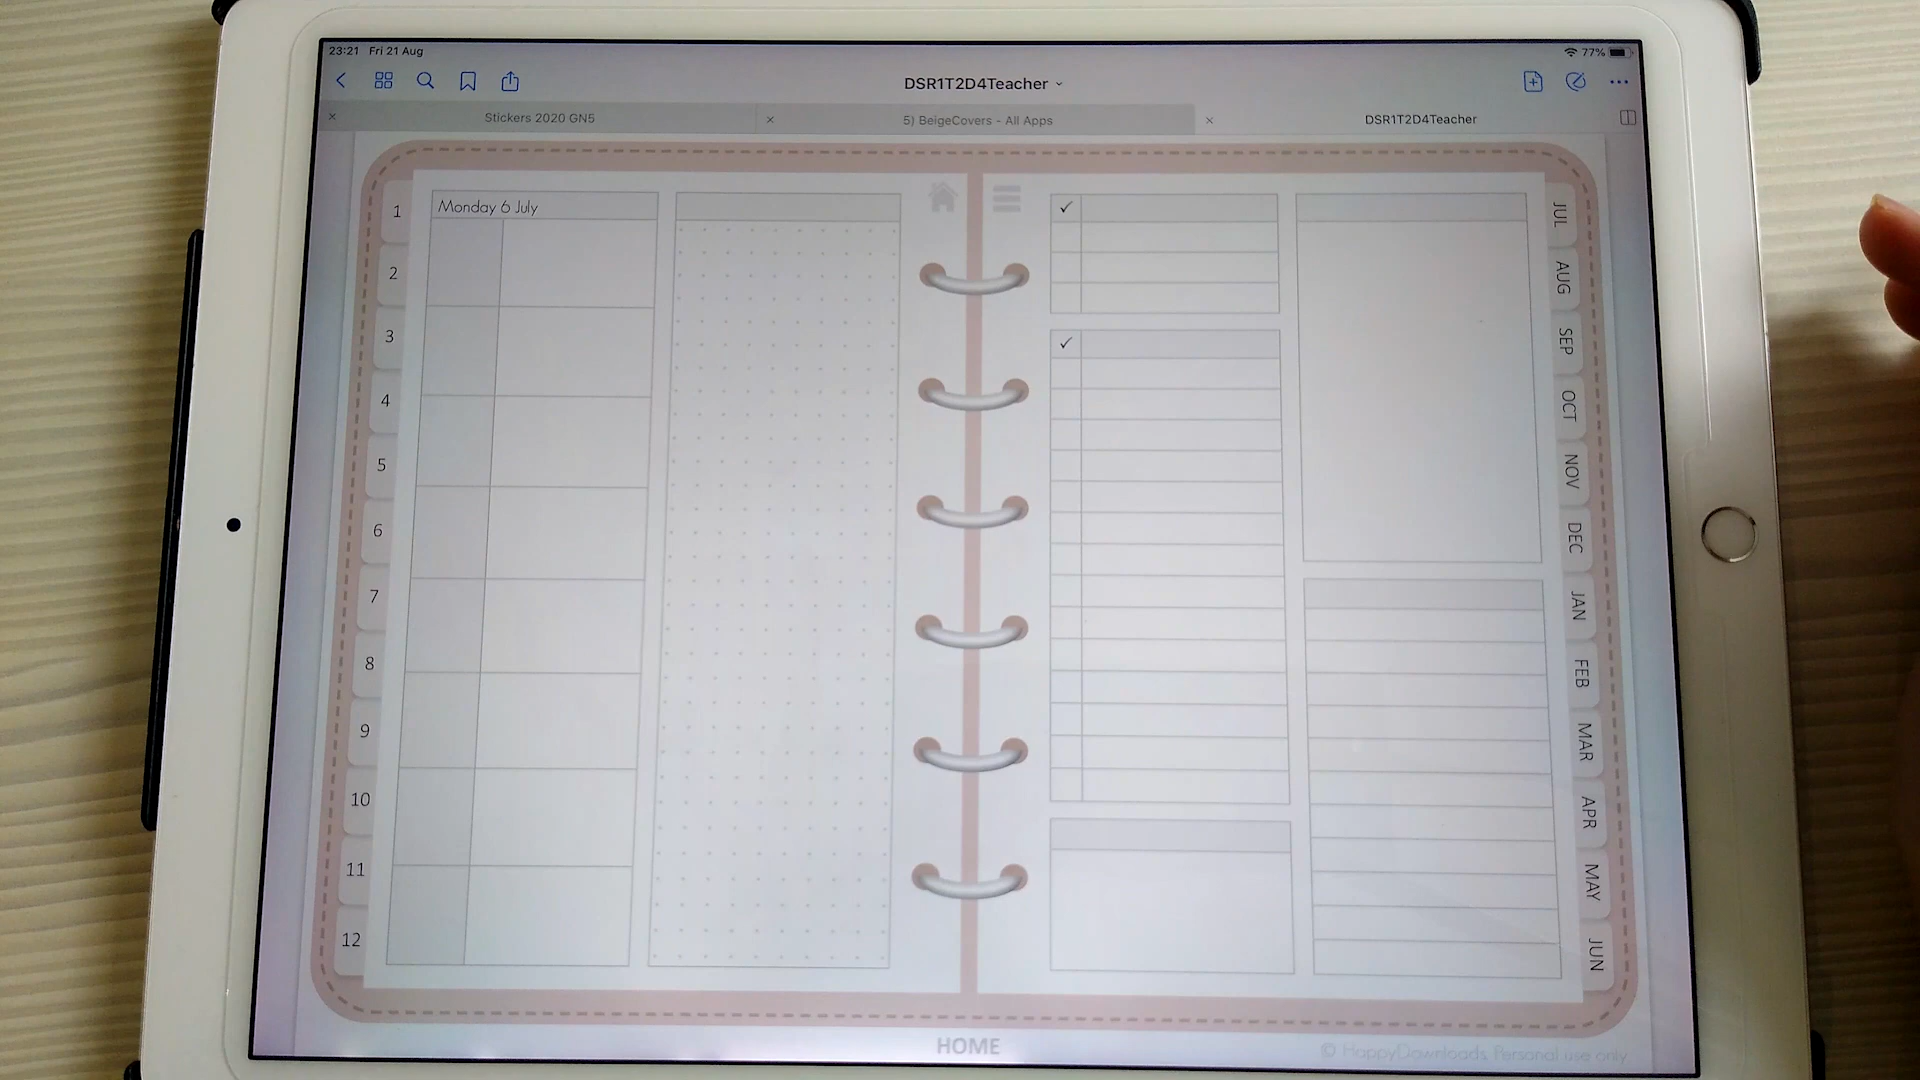 23:21 Fri 21 Aug
77%
DSR1T2D4Teacher
Stickers 2020 GN5
5) BeigeCovers - All Apps
DSR1T2D4Teacher
Monday 6 July
1
2
3
4
5
6
7
8
9
10
11
12
JUL
AUG
SEP
OCT
NOV
DEC
JAN
FEB
MAR
APR
MAY
JUN
HOME
© HappyDownloads Personal use only